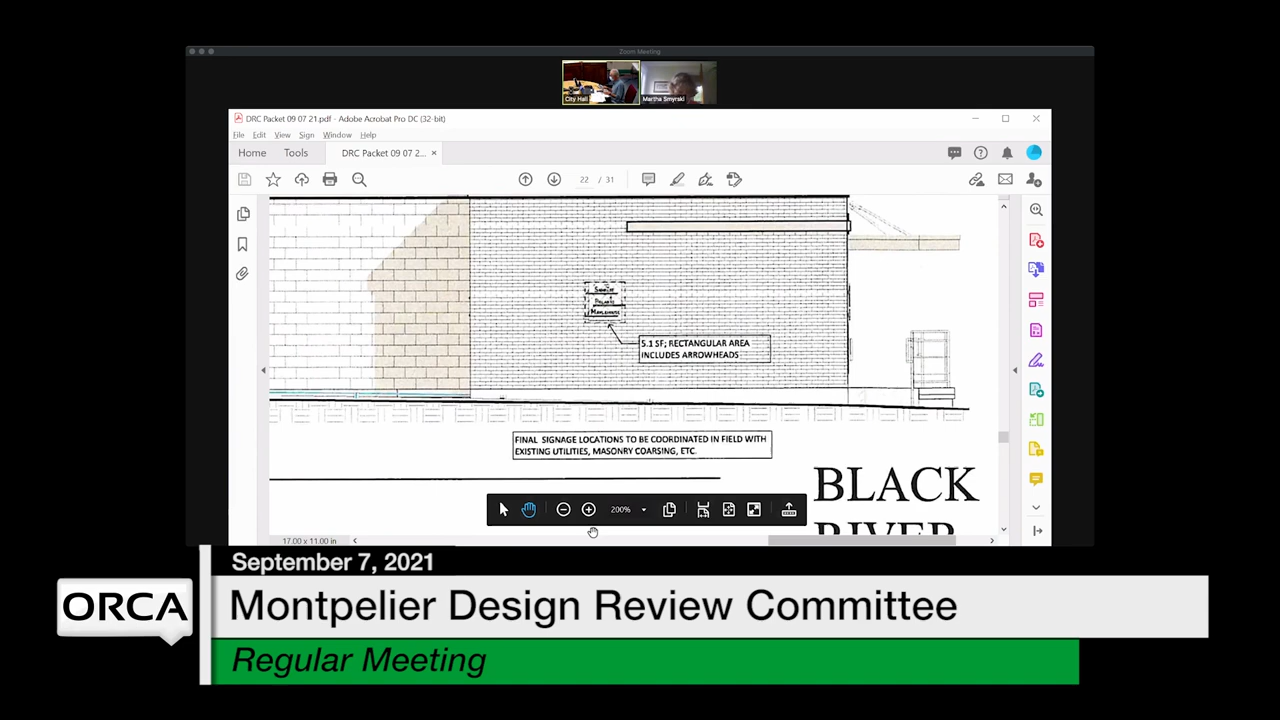 Zoom Meeting
City Hall
Martha Smyrski
DRC Packet 09 07 21.pdf - Adobe Acrobat Pro DC (32-bit)
File Edit View Sign Window Help
Home Tools DRC Packet 09 07 2... ×
22 / 31
5.1 SF; RECTANGULAR AREA
INCLUDES ARROWHEADS
FINAL SIGNAGE LOCATIONS TO BE COORDINATED IN FIELD WITH
EXISTING UTILITIES, MASONRY COARSING, ETC.
BLACK
RIVER
200%
17.00 x 11.00 in
September 7, 2021
ORCA
Montpelier Design Review Committee
Regular Meeting